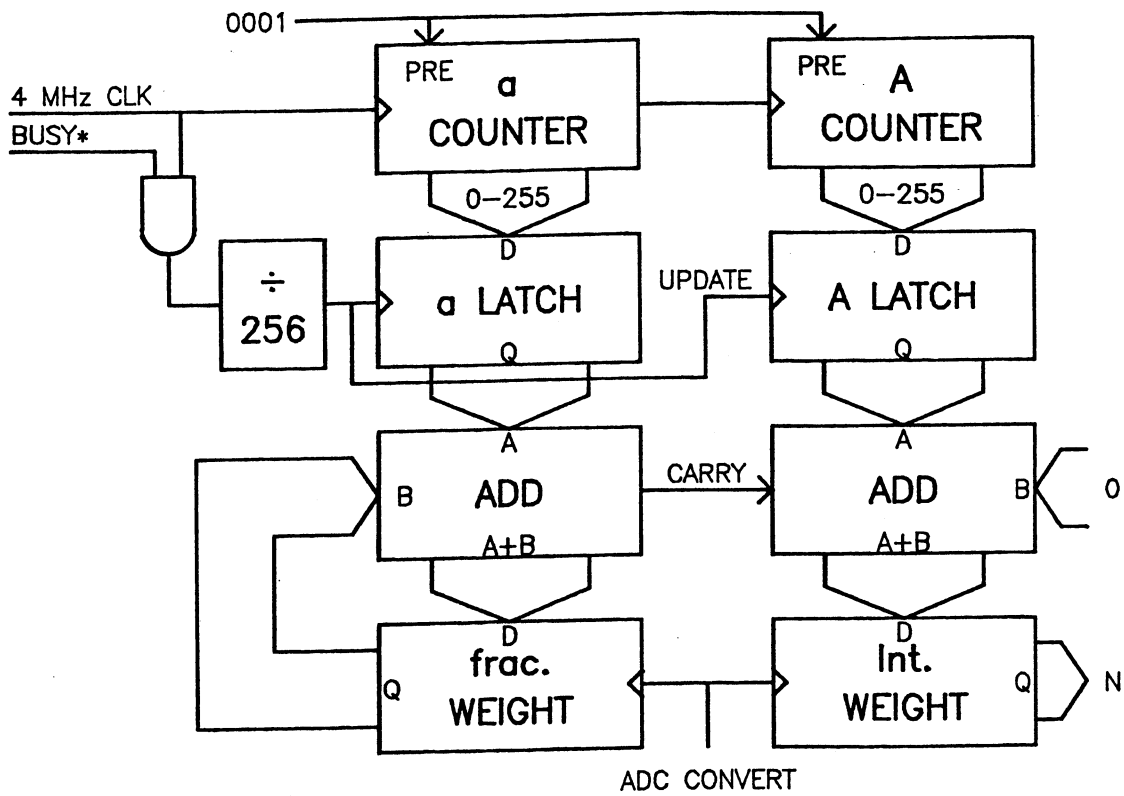 0001
PRE
a
COUNTER
PRE
A
COUNTER
4 MHz CLK
BUSY*
0-255
0-255
÷
256
D
a LATCH
Q
UPDATE
D
A LATCH
Q
A
B
ADD
A+B
CARRY
A
ADD
B
A+B
0
D
frac.
Q
WEIGHT
D
Int.
Q
WEIGHT
N
ADC CONVERT